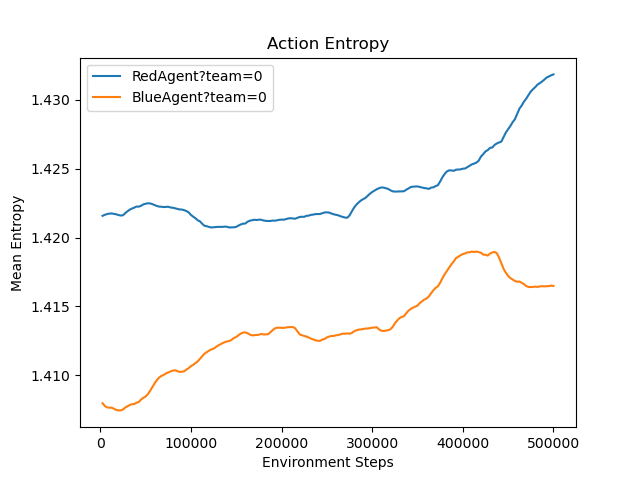 Action Entropy
RedAgent?team=0
BlueAgent?team=0
1.430
1.425
1.420
1.415
1.410
Mean Entropy
0 100000 200000 300000 400000 500000
Environment Steps